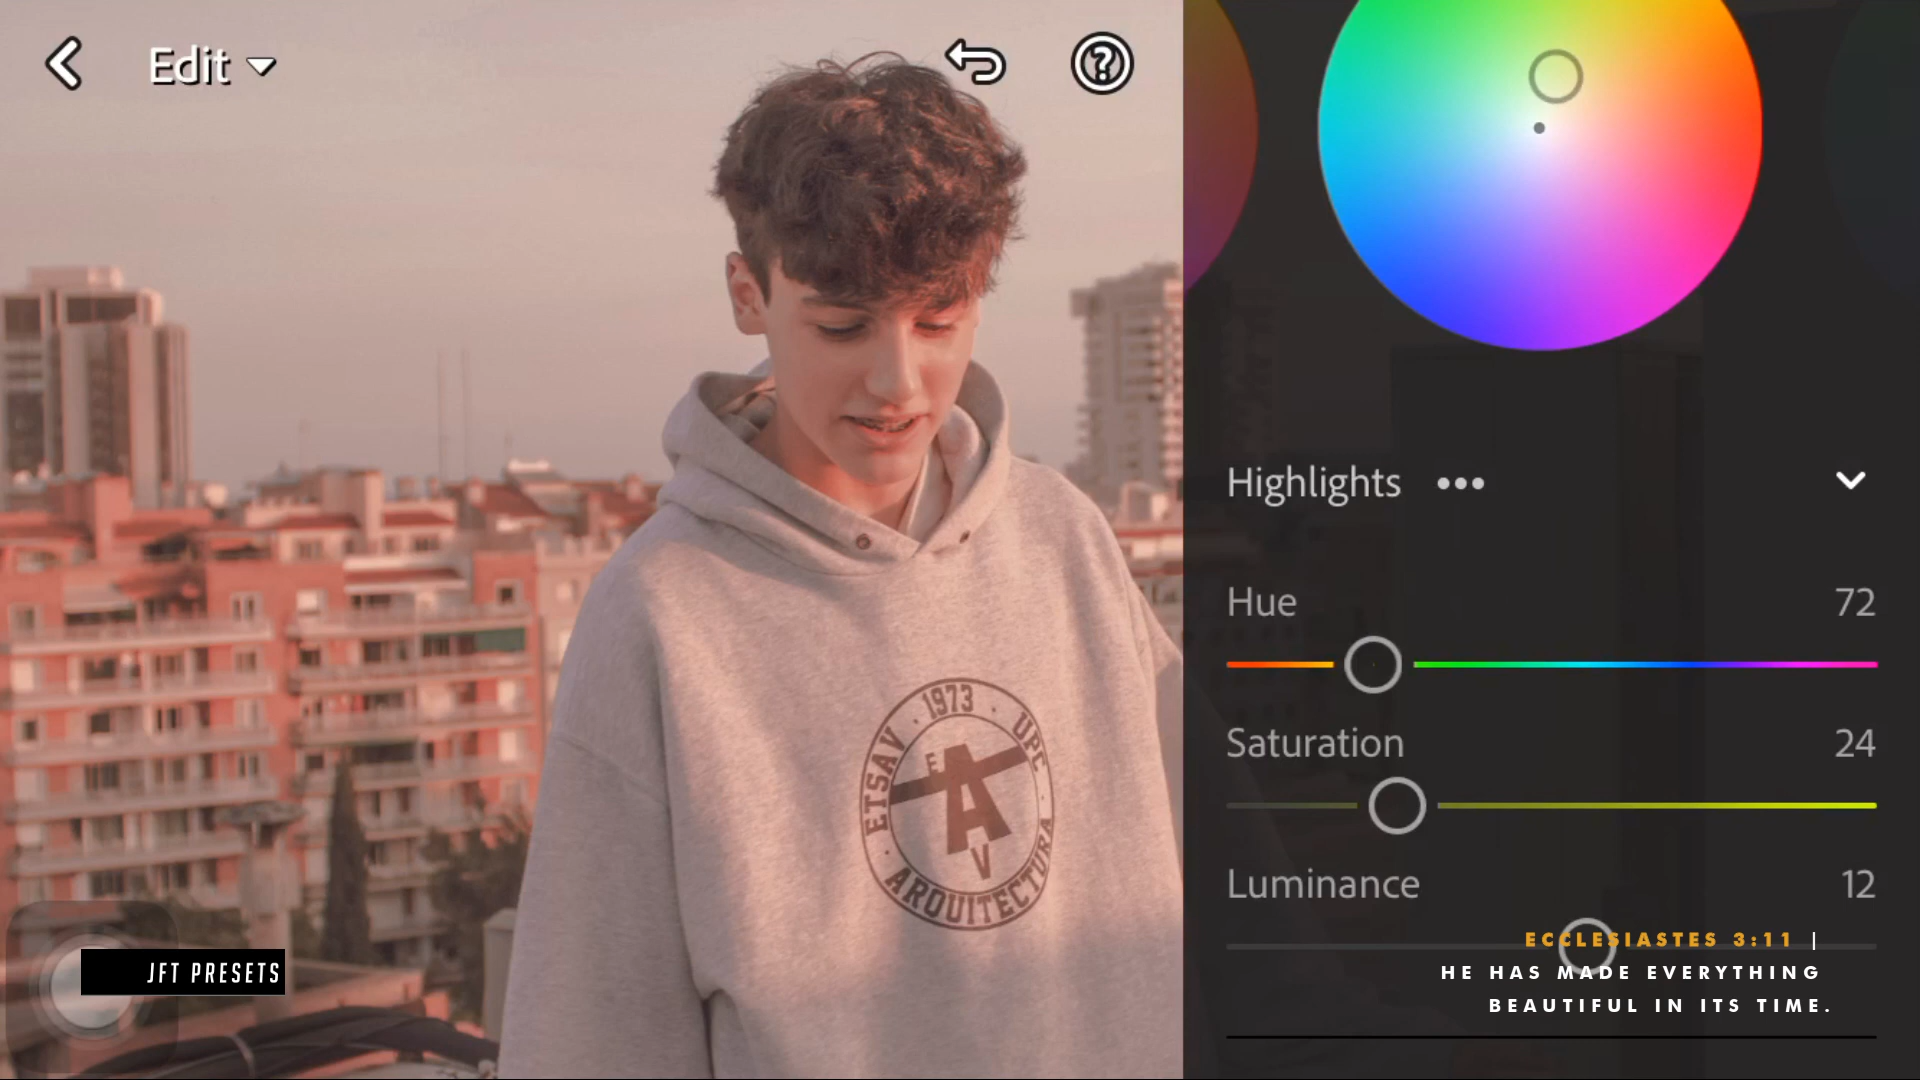 Edit
?
1973 · UPC
ETSAV
E
A
V
ARQUITECTURA
JFT PRESETS
Highlights •••
Hue 72
Saturation 24
Luminance 12
ECCLESIASTES 3:11 |
HE HAS MADE EVERYTHING
BEAUTIFUL IN ITS TIME.